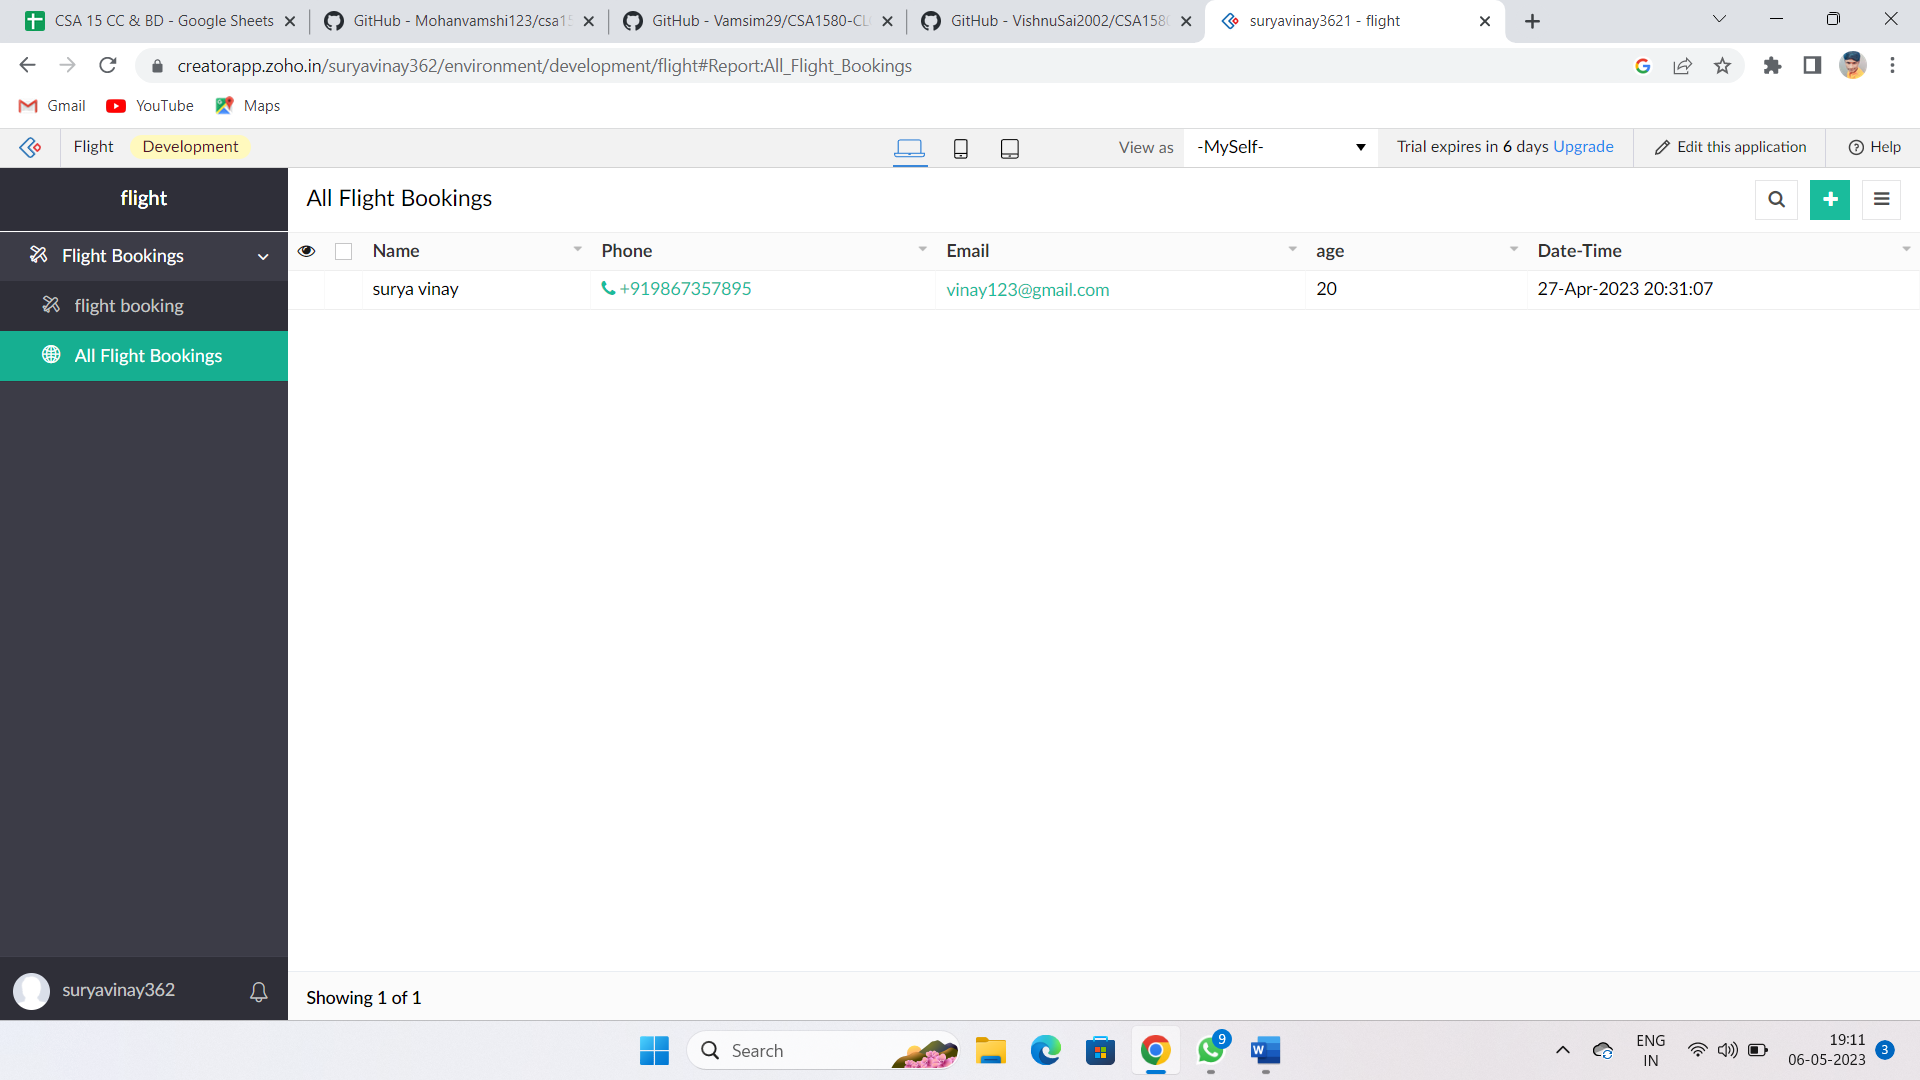 CSA 15 CC & BD - Google Sheets
GitHub - Mohanvamshi123/csa15
GitHub - Vamsim29/CSA1580-CL
GitHub - VishnuSai2002/CSA158
suryavinay3621 - flight
creatorapp.zoho.in/suryavinay362/environment/development/flight#Report:All_Flight_Bookings
Gmail YouTube Maps
Flight Development View as -MySelf- Trial expires in 6 days Upgrade Edit this application Help
flight
All Flight Bookings
Flight Bookings
flight booking
All Flight Bookings
Name Phone Email age Date-Time
surya vinay +919867357895 vinay123@gmail.com 20 27-Apr-2023 20:31:07
suryavinay362
Showing 1 of 1
Search
9
W
ENG
IN
19:11
06-05-2023
3